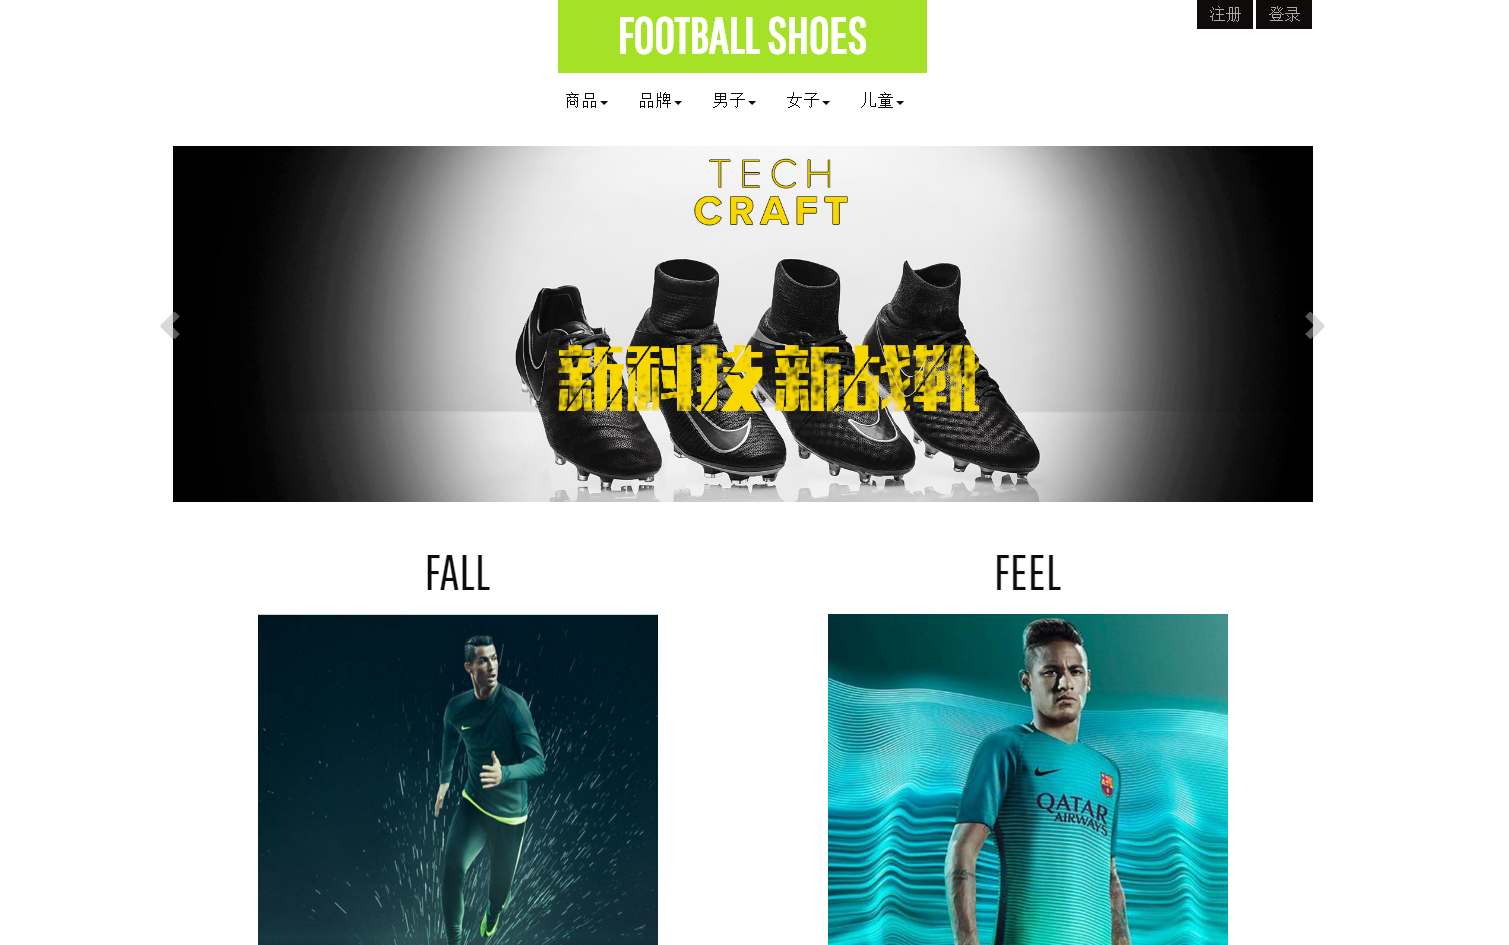 FOOTBALL SHOES
注册 登录
商品 品牌 男子 女子 儿童
TECH
CRAFT
新科技 新战靴
FALL
FEEL
QATAR
AIRWAYS